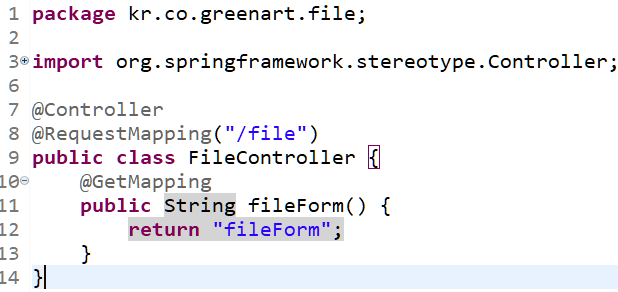 1 package kr.co.greenart.file;
2
3 import org.springframework.stereotype.Controller;
6
7 @Controller
8 @RequestMapping("/file")
9 public class FileController {
10     @GetMapping
11     public String fileForm() {
12         return "fileForm";
13     }
14 }